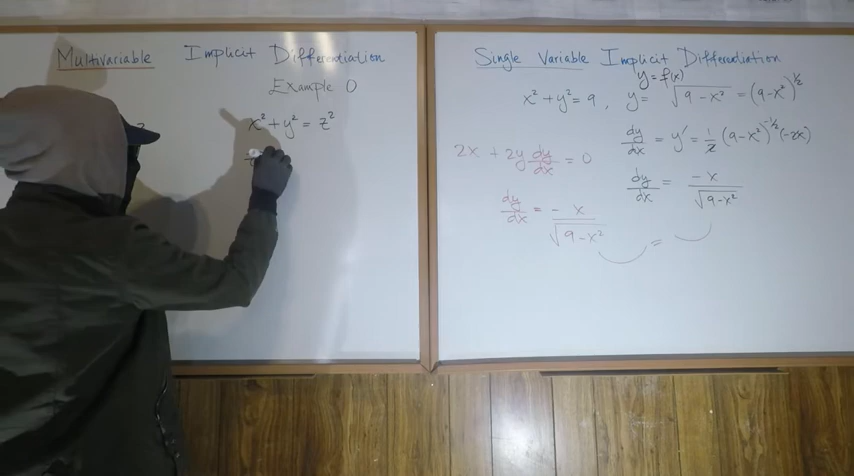 Multivariable Implicit Differentiation
Example 0
x² + y² = z²
Single Variable Implicit Differentiation
y = f(x)
x² + y² = 9, y = √(9 - x²) = (9 - x²)^½
dy/dx = y' = 1/2 (9 - x²)^-½ (-2x)
2x + 2y dy/dx = 0
dy/dx = -x/√(9 - x²)
dy/dx = - x/√(9 - x²)
=